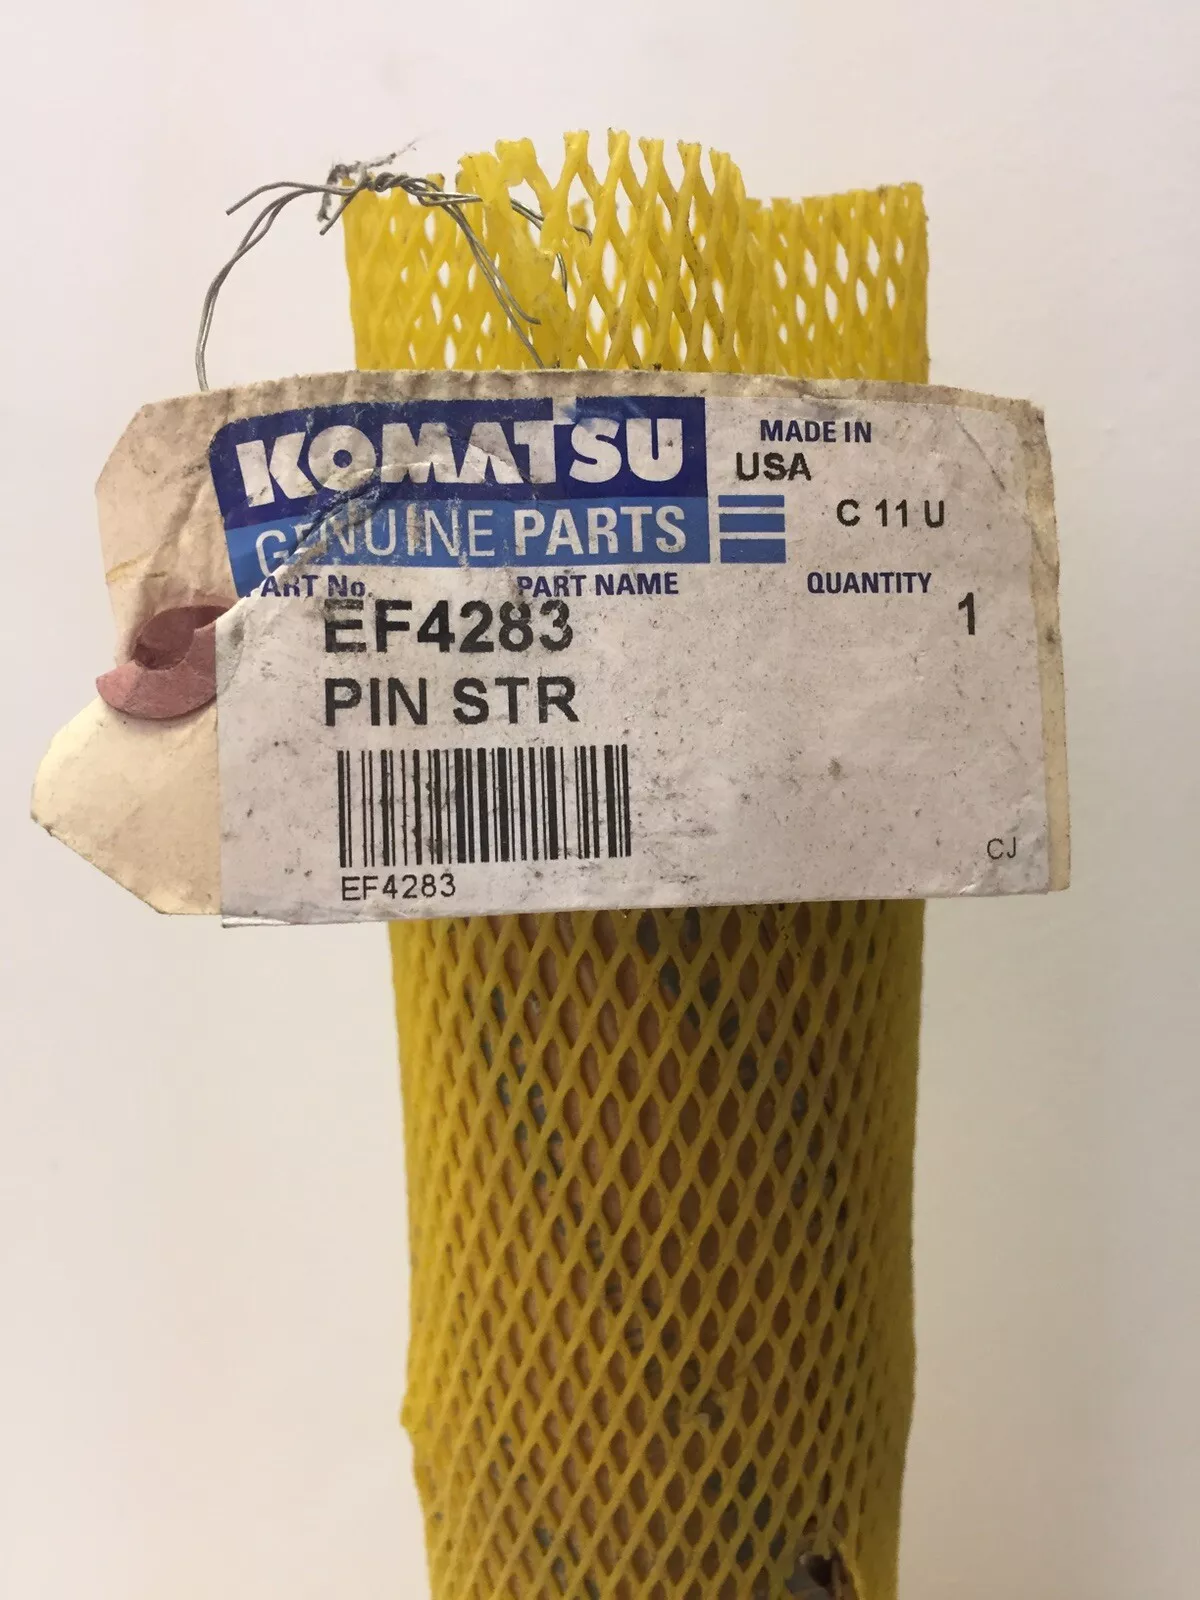 KOMATSU
GENUINE PARTS
MADE IN
USA
C 11 U
PART No. PART NAME QUANTITY
EF4283 1
PIN STR
EF4283
CJ